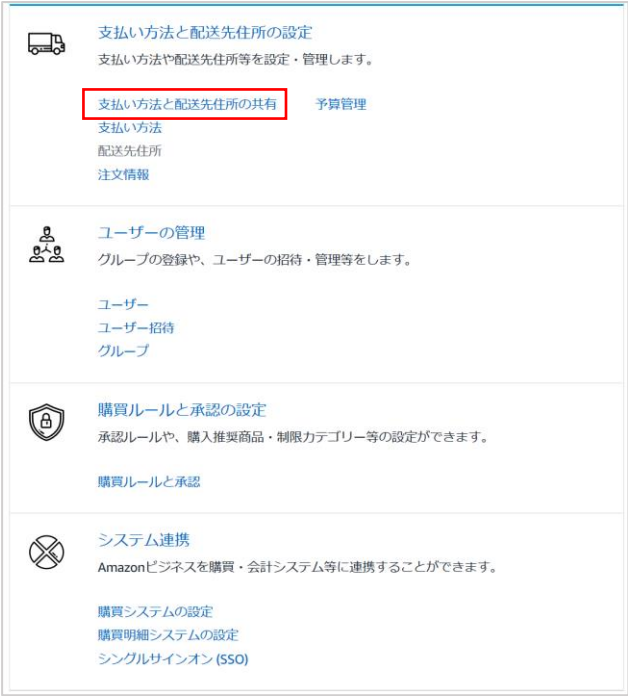 支払い方法と配送先住所の設定
支払い方法や配送先住所等を設定・管理します。
支払い方法と配送先住所の共有 予算管理
支払い方法
配送先住所
注文情報
ユーザーの管理
グループの登録や、ユーザーの招待・管理等をします。
ユーザー
ユーザー招待
グループ
購買ルールと承認の設定
承認ルールや、購入推奨商品・制限カテゴリー等の設定ができます。
購買ルールと承認
システム連携
Amazonビジネスを購買・会計システム等に連携することができます。
購買システムの設定
購買明細システムの設定
シングルサインオン (SSO)